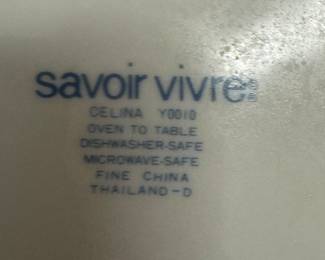 savoir vivre
CELINA Y0010
OVEN TO TABLE
DISHWASHER-SAFE
MICROWAVE-SAFE
FINE CHINA
THAILAND-D